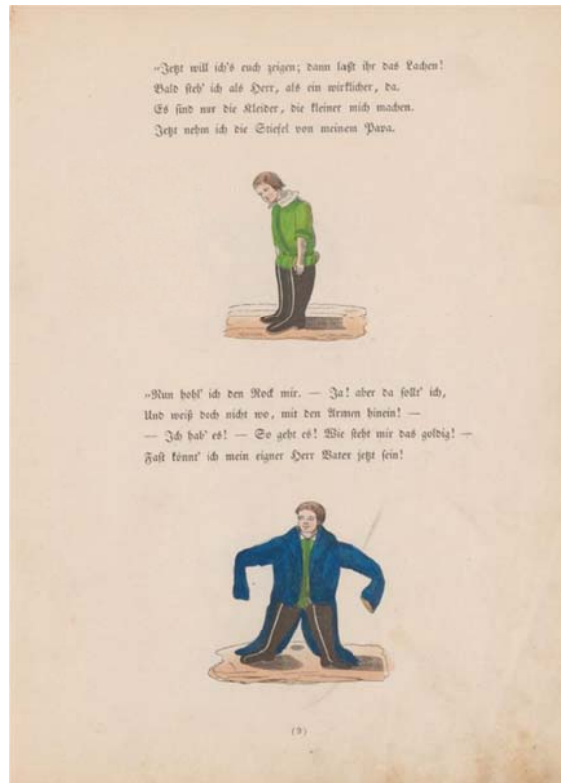 „Jetzt will ich's euch zeigen; dann laßt ihr das Lachen!
Bald steh' ich als Herr, als ein wirklicher, da.
Es sind nur die Kleider, die kleiner mich machen.
Jetzt nehm ich die Stiefel von meinem Papa.
„Nun hohl' ich den Rock mir. — Ja! aber da sollt' ich,
Und weiß doch nicht wo, mit den Armen hinein! —
— Ich hab' es! — So geht es! Wie steht mir das goldig! —
Fast könnt' ich mein eigner Herr Vater jetzt sein!
(9)